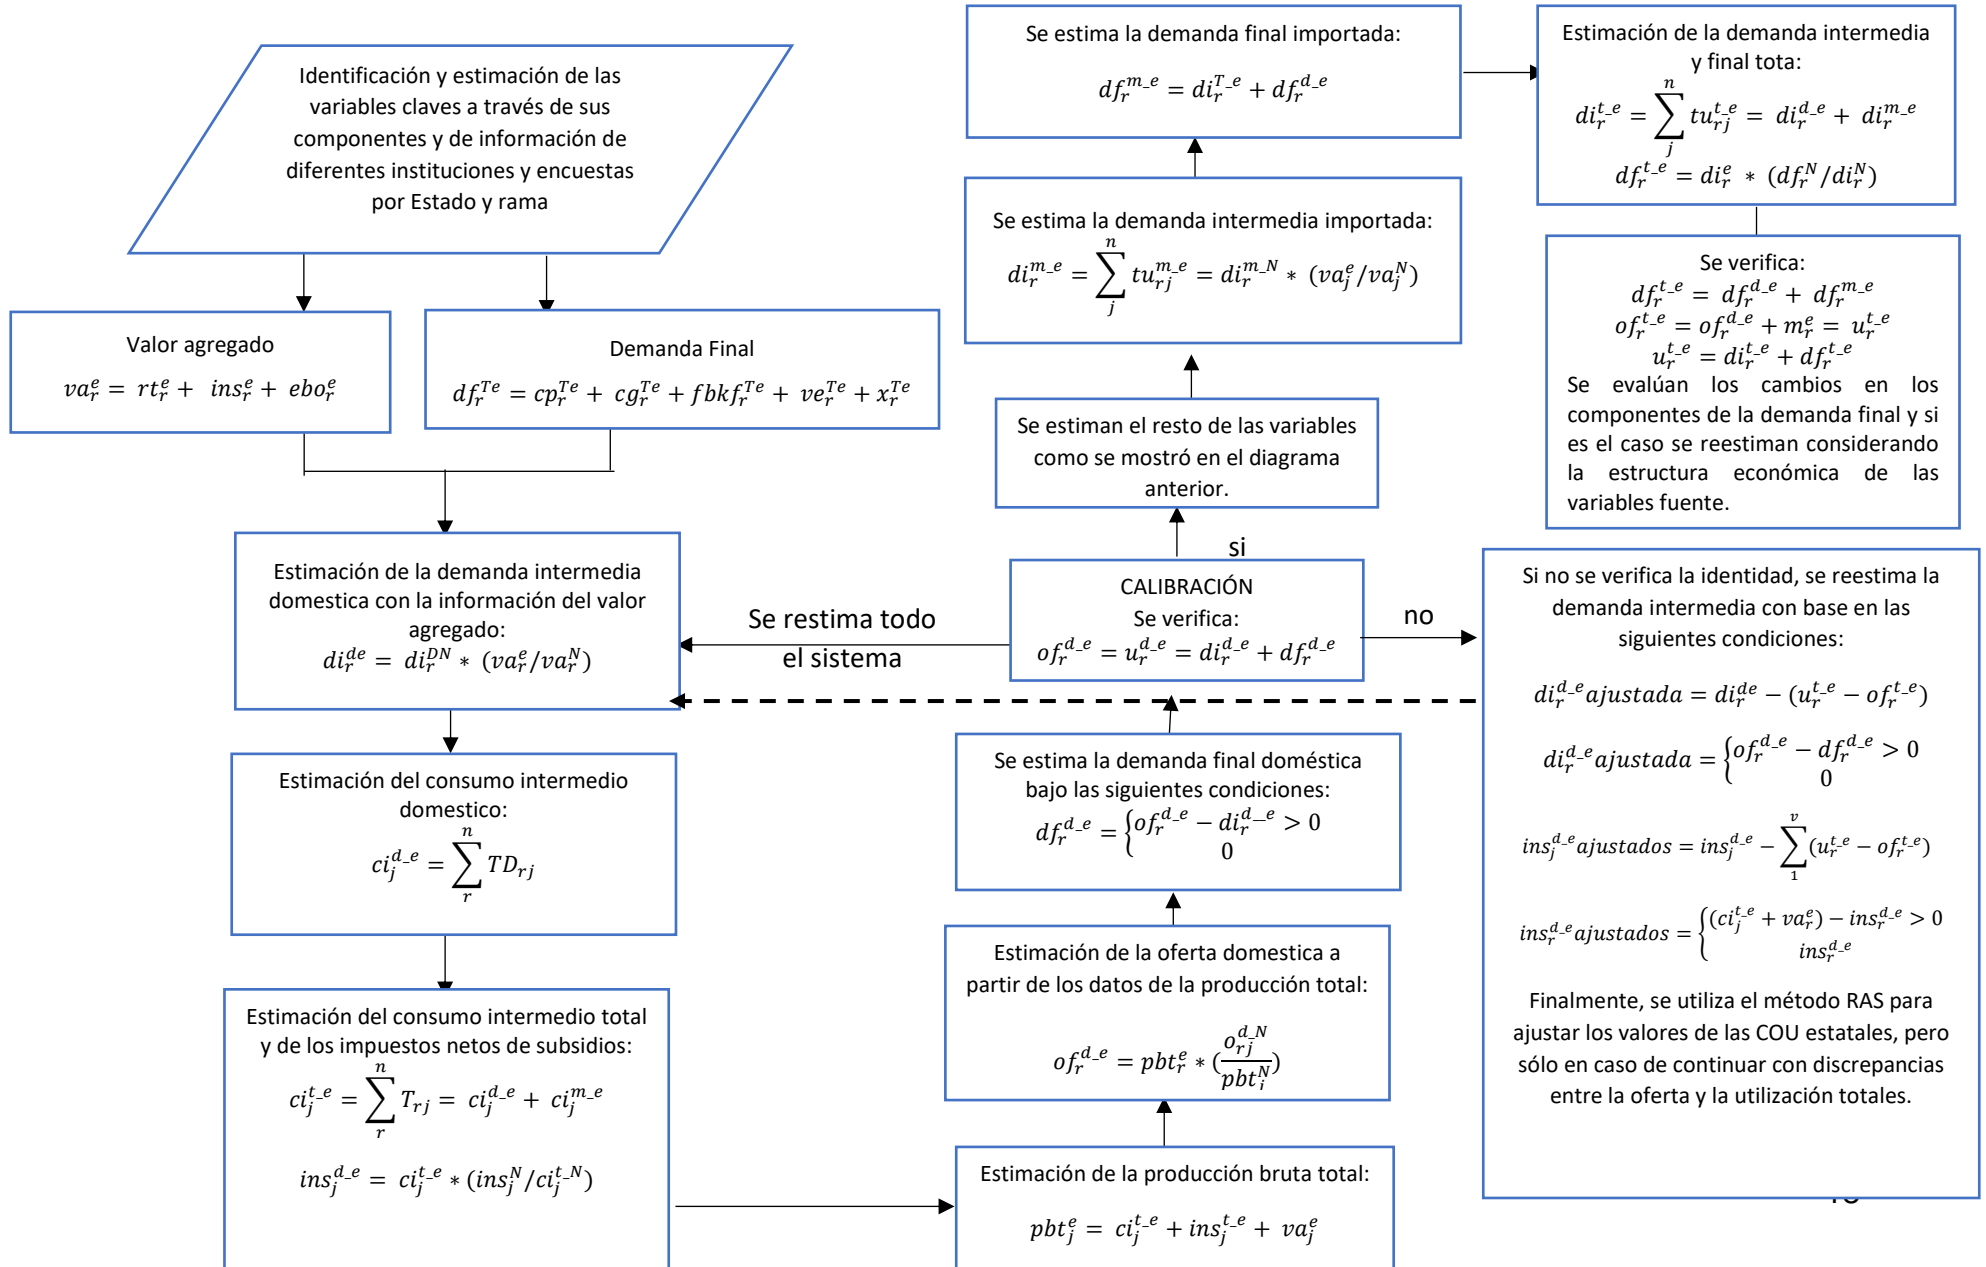 Identificación y estimación de las
variables claves a través de sus
componentes y de información de
diferentes instituciones y encuestas
por Estado y rama
Valor agregado
va_r^e = rt_r^e + ins_r^e + ebo_r^e
Demanda Final
df_r^{Te} = cp_r^{Te} + cg_r^{Te} + fbkf_r^{Te} + ve_r^{Te} + x_r^{Te}
Estimación de la demanda intermedia
domestica con la información del valor
agregado:
di_r^{de} = di_r^{DN} * (va_r^e/va_r^N)
Estimación del consumo intermedio
domestico:
ci_j^{d_e} = ∑_r^n TD_{rj}
Estimación del consumo intermedio total
y de los impuestos netos de subsidios:
ci_j^{t_e} = ∑_r^n T_{rj} = ci_j^{d_e} + ci_j^{m_e}
ins_j^{d_e} = ci_j^{t_e} * (ins_j^N/ci_j^{t_N})
Estimación de la producción bruta total:
pbt_j^e = ci_j^{t_e} + ins_j^{t_e} + va_j^e
Estimación de la oferta domestica a
partir de los datos de la producción total:
of_r^{d_e} = pbt_r^e * (o_{rj}^{d_N}/pbt_j^N)
Se estima la demanda final doméstica
bajo las siguientes condiciones:
df_r^{d_e} = {of_r^{d_e} − di_r^{d__e} > 0
0
CALIBRACIÓN
Se verifica:
of_r^{d_e} = u_r^{d_e} = di_r^{d_e} + df_r^{d_e}
Se restima todo
el sistema
si
no
Se estiman el resto de las variables
como se mostró en el diagrama
anterior.
Se estima la demanda intermedia importada:
di_r^{m_e} = ∑_j^n tu_{rj}^{m_e} = di_r^{m_N} * (va_j^e/va_j^N)
Se estima la demanda final importada:
df_r^{m_e} = di_r^{T_e} + df_r^{d_e}
Estimación de la demanda intermedia
y final tota:
di_r^{t_e} = ∑_j^n tu_{rj}^{t_e} = di_r^{d_e} + di_r^{m_e}
df_r^{t_e} = di_r^e * (df_r^N/di_r^N)
Se verifica:
df_r^{t_e} = df_r^{d_e} + df_r^{m_e}
of_r^{t_e} = of_r^{d_e} + m_r^e = u_r^{t_e}
u_r^{t_e} = di_r^{t_e} + df_r^{t_e}
Se evalúan los cambios en los
componentes de la demanda final y si
es el caso se reestiman considerando
la estructura económica de las
variables fuente.
Si no se verifica la identidad, se reestima la
demanda intermedia con base en las
siguientes condiciones:
di_r^{d_e}ajustada = di_r^{de} − (u_r^{t_e} − of_r^{t_e})
di_r^{d_e}ajustada = {of_r^{d_e} − df_r^{d_e} > 0
0
ins_j^{d_e}ajustados = ins_j^{d_e} − ∑_1^v (u_r^{t_e} − of_r^{t_e})
ins_r^{d_e}ajustados = {(ci_j^{t_e} + va_r^e) − ins_r^{d_e} > 0
ins_r^{d_e}
Finalmente, se utiliza el método RAS para
ajustar los valores de las COU estatales, pero
sólo en caso de continuar con discrepancias
entre la oferta y la utilización totales.